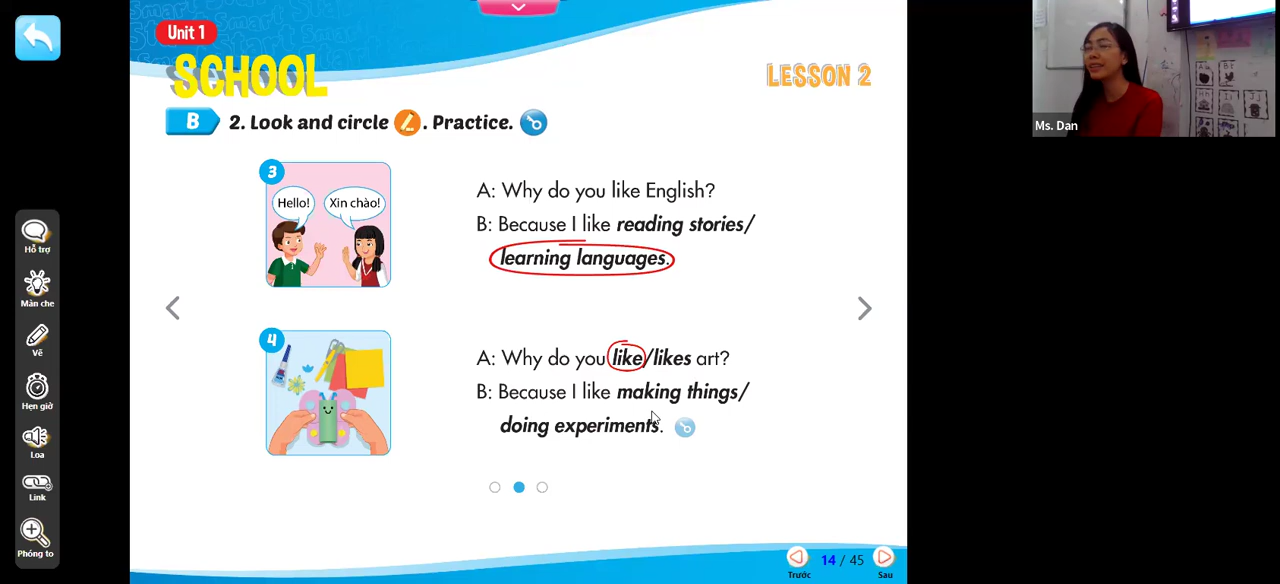 Smart Start
Unit 1
SCHOOL
LESSON 2
B 2. Look and circle . Practice.
3
Hello! Xin chào!
A: Why do you like English?
B: Because I like reading stories/
learning languages.
4
A: Why do you like/likes art?
B: Because I like making things/
doing experiments.
Hỗ trợ
Màn che
Vẽ
Hẹn giờ
Loa
Link
Phóng to
Trước
14 / 45
Sau
Ms. Dan